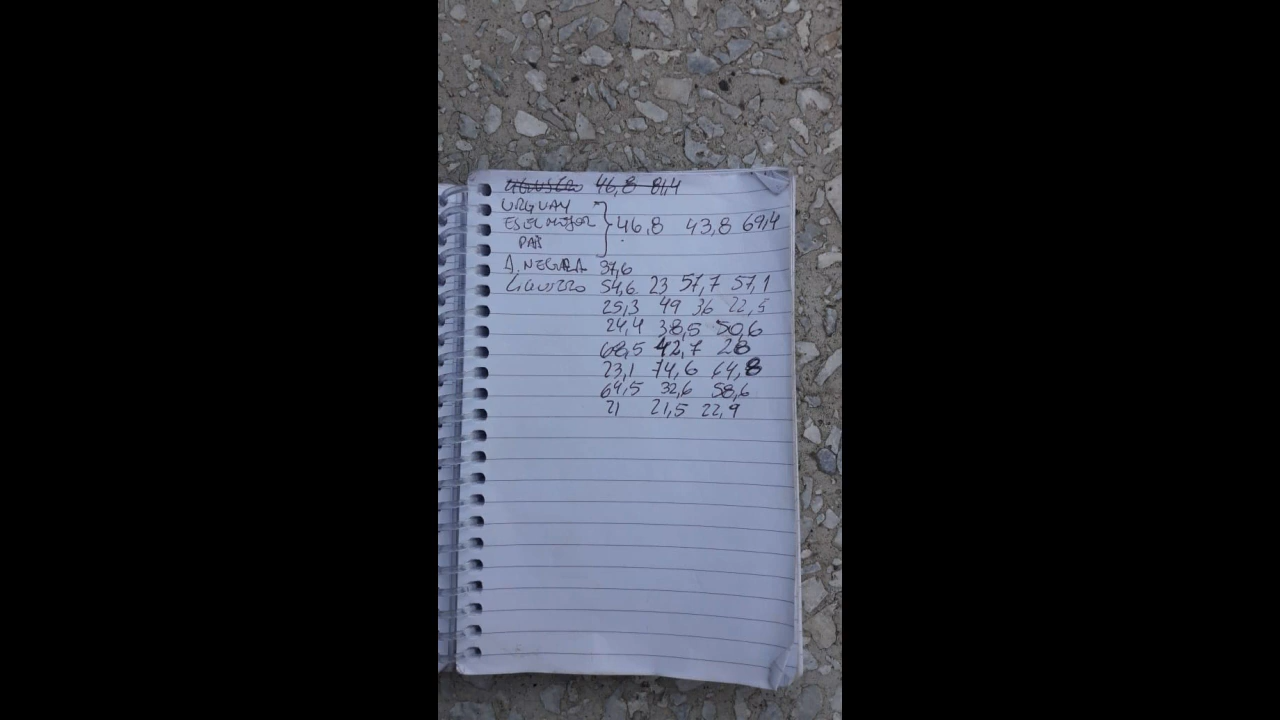 LIGUSTRO 46,8 81,4
URGUAY
ES EL MEJOR } 46,8 43,8 69,4
PAIS
A. NEGRA 37,6
LIGUSTRO 54,6 23 57,7 57,1
25,3 49 36 22,5
24,4 38,5 50,6
68,5 42,7 28
23,1 74,6 64,8
69,5 32,6 58,6
21 21,5 22,9